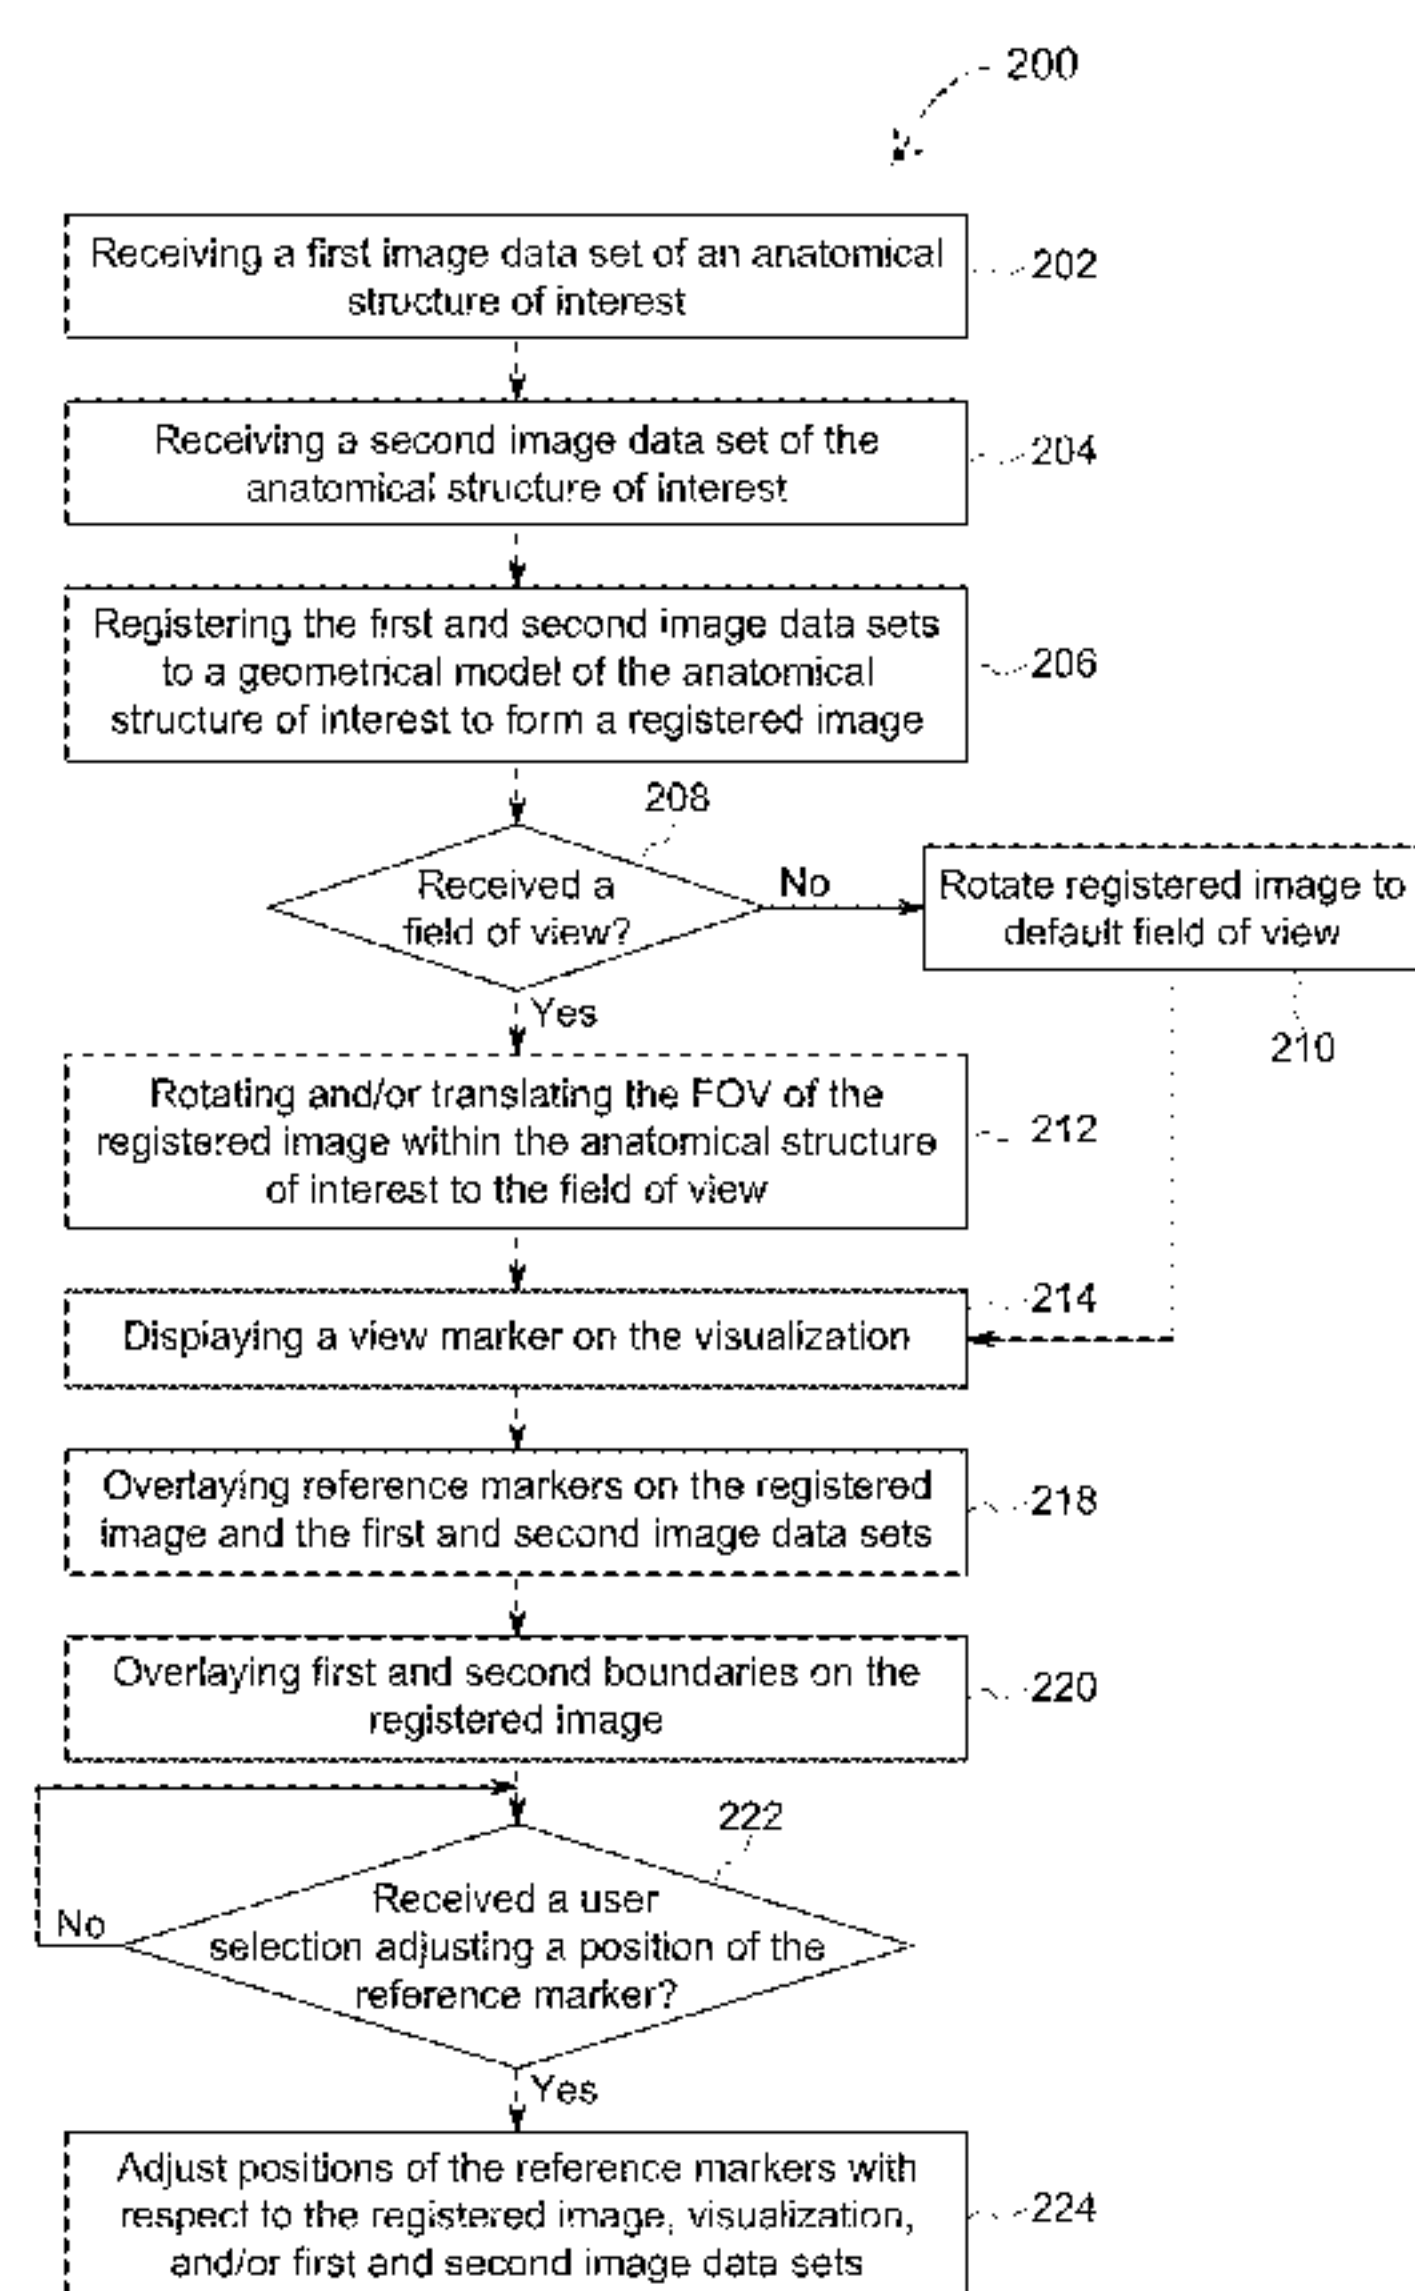 200
Receiving a first image data set of an anatomical
structure of interest
202
Receiving a second image data set of the
anatomical structure of interest
204
Registering the first and second image data sets
to a geometrical model of the anatomical
structure of interest to form a registered image
206
208
Received a
field of view?
No
Rotate registered image to
default field of view
210
Yes
Rotating and/or translating the FOV of the
registered image within the anatomical structure
of interest to the field of view
212
Displaying a view marker on the visualization
214
Overlaying reference markers on the registered
image and the first and second image data sets
218
Overlaying first and second boundaries on the
registered image
220
222
Received a user
selection adjusting a position of the
reference marker?
No
Yes
Adjust positions of the reference markers with
respect to the registered image, visualization,
and/or first and second image data sets
224